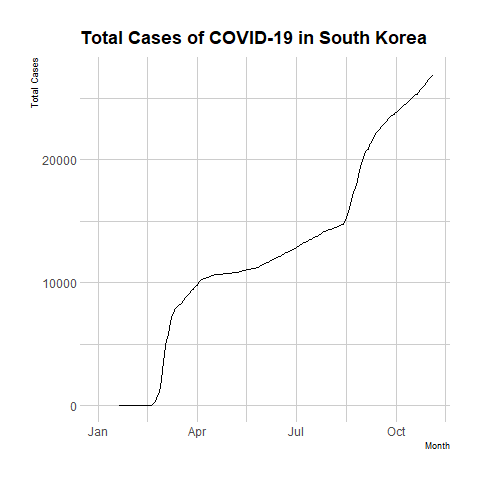 Total Cases of COVID-19 in South Korea
Total Cases
20000
10000
0
Jan Apr Jul Oct
Month